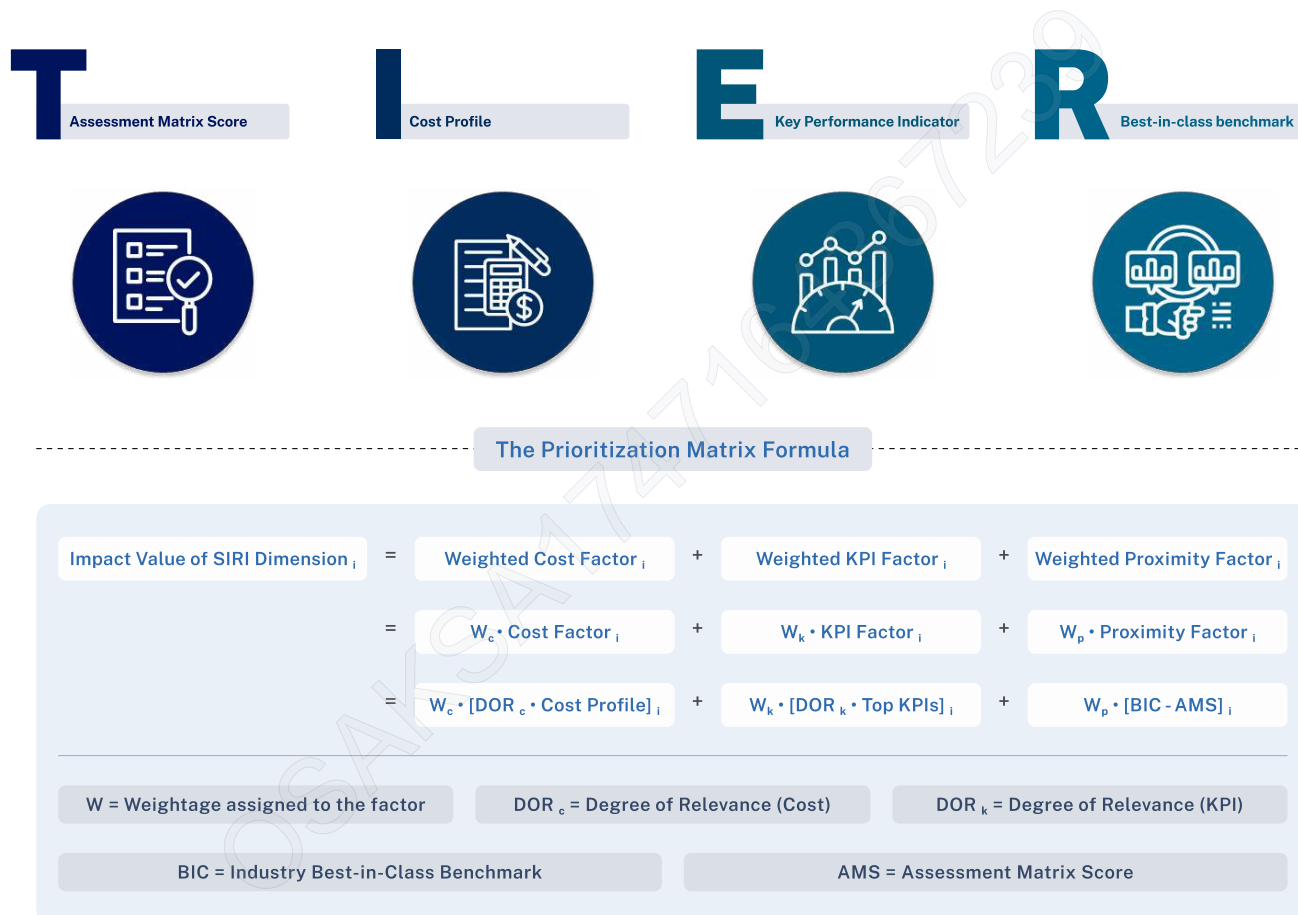 T Assessment Matrix Score
I Cost Profile
E Key Performance Indicator
R Best-in-class benchmark
The Prioritization Matrix Formula
Impact Value of SIRI Dimension i = Weighted Cost Factor i + Weighted KPI Factor i + Weighted Proximity Factor i
= Wc • Cost Factor i + Wk • KPI Factor i + Wp • Proximity Factor i
= Wc • [DOR c • Cost Profile] i + Wk • [DOR k • Top KPIs] i + Wp • [BIC - AMS] i
W = Weightage assigned to the factor
DOR c = Degree of Relevance (Cost)
DOR k = Degree of Relevance (KPI)
BIC = Industry Best-in-Class Benchmark
AMS = Assessment Matrix Score